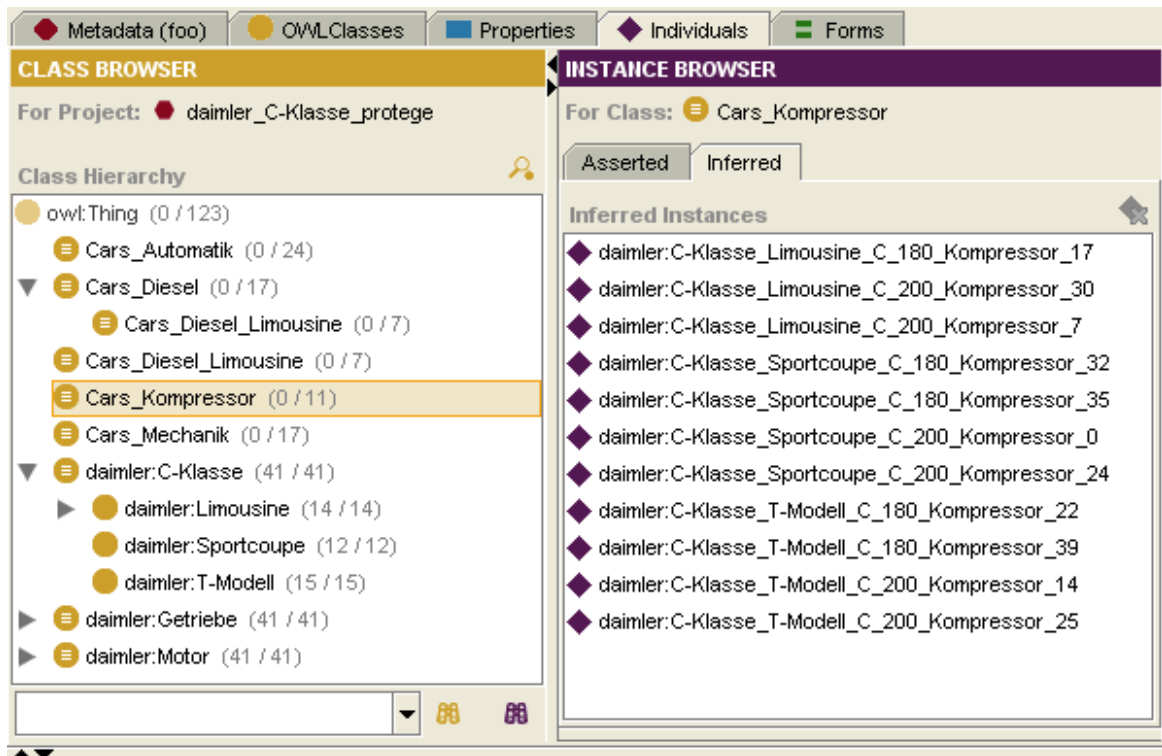 Metadata (foo) OWLClasses Properties Individuals Forms
CLASS BROWSER
For Project: daimler_C-Klasse_protege
Class Hierarchy
owl:Thing (0 / 123)
Cars_Automatik (0 / 24)
Cars_Diesel (0 / 17)
Cars_Diesel_Limousine (0 / 7)
Cars_Diesel_Limousine (0 / 7)
Cars_Kompressor (0 / 11)
Cars_Mechanik (0 / 17)
daimler:C-Klasse (41 / 41)
daimler:Limousine (14 / 14)
daimler:Sportcoupe (12 / 12)
daimler:T-Modell (15 / 15)
daimler:Getriebe (41 / 41)
daimler:Motor (41 / 41)
INSTANCE BROWSER
For Class: Cars_Kompressor
Asserted Inferred
Inferred Instances
daimler:C-Klasse_Limousine_C_180_Kompressor_17
daimler:C-Klasse_Limousine_C_200_Kompressor_30
daimler:C-Klasse_Limousine_C_200_Kompressor_7
daimler:C-Klasse_Sportcoupe_C_180_Kompressor_32
daimler:C-Klasse_Sportcoupe_C_180_Kompressor_35
daimler:C-Klasse_Sportcoupe_C_200_Kompressor_0
daimler:C-Klasse_Sportcoupe_C_200_Kompressor_24
daimler:C-Klasse_T-Modell_C_180_Kompressor_22
daimler:C-Klasse_T-Modell_C_180_Kompressor_39
daimler:C-Klasse_T-Modell_C_200_Kompressor_14
daimler:C-Klasse_T-Modell_C_200_Kompressor_25